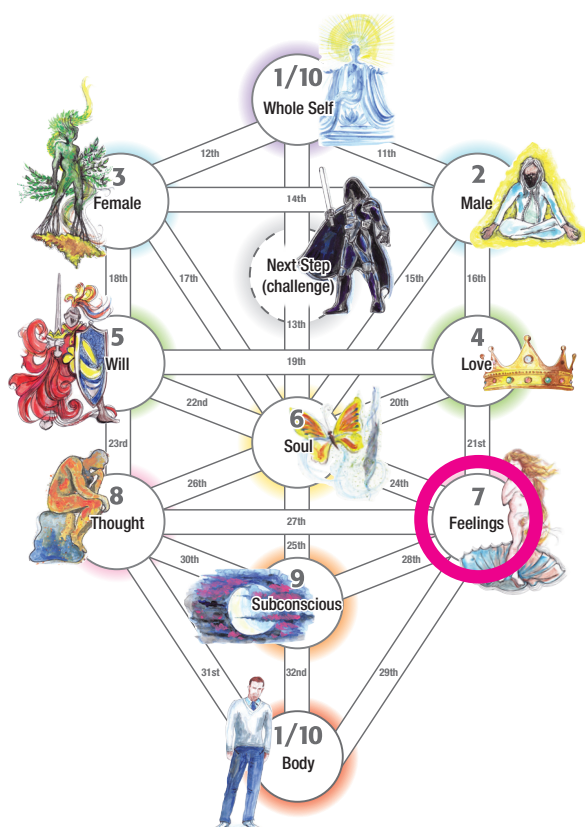 1/10
Whole Self
12th
11th
3
Female
2
Male
14th
Next Step
(challenge)
18th
17th
15th
16th
13th
5
Will
4
Love
19th
22nd
20th
6
Soul
23rd
21st
26th
24th
8
Thought
7
Feelings
27th
25th
30th
28th
9
Subconscious
31st
32nd
29th
1/10
Body